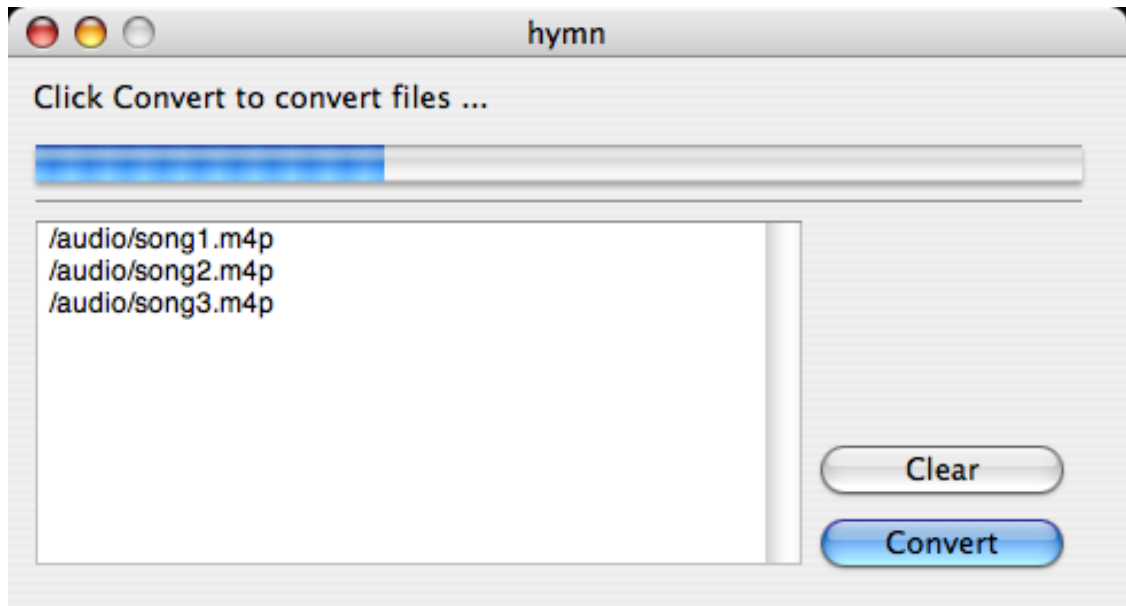 hymn
Click Convert to convert files ...
/audio/song1.m4p
/audio/song2.m4p
/audio/song3.m4p
Clear
Convert